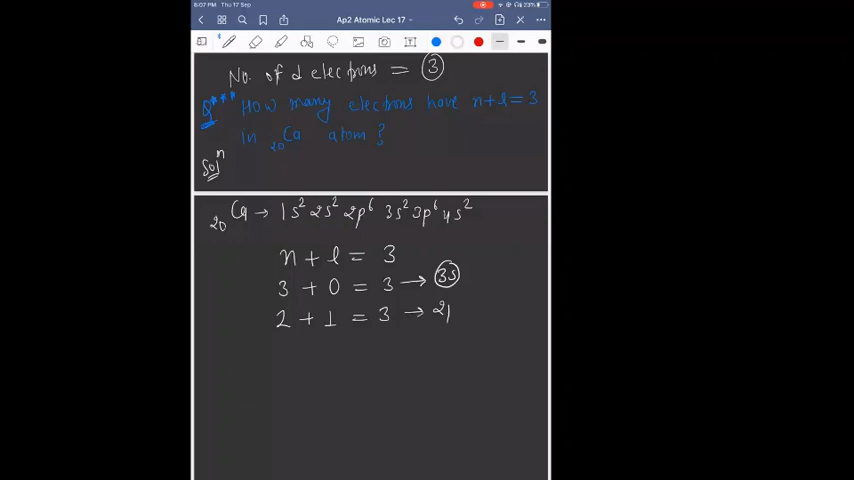 8:07 PM Thu 17 Sep 23%
Ap2 Atomic Lec 17
No. of d electrons = 3
Q*** How many electrons have n+l=3
in ₂₀Ca atom?
Solⁿ
₂₀Ca → 1s² 2s² 2p⁶ 3s² 3p⁶ 4s²
n + l = 3
3 + 0 = 3 → 3s
2 + 1 = 3 → 2